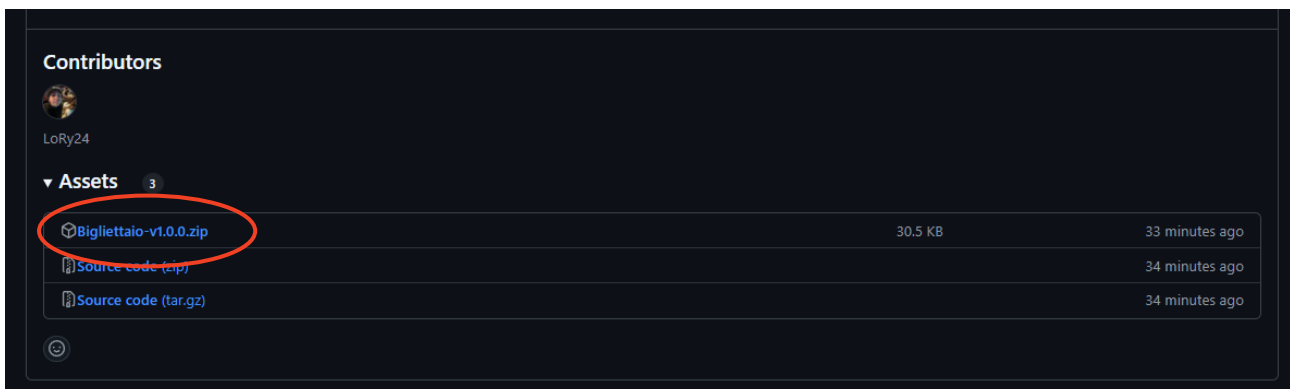 Contributors
LoRy24
Assets 3
Bigliettaio-v1.0.0.zip 30.5 KB 33 minutes ago
Source code (zip) 34 minutes ago
Source code (tar.gz) 34 minutes ago